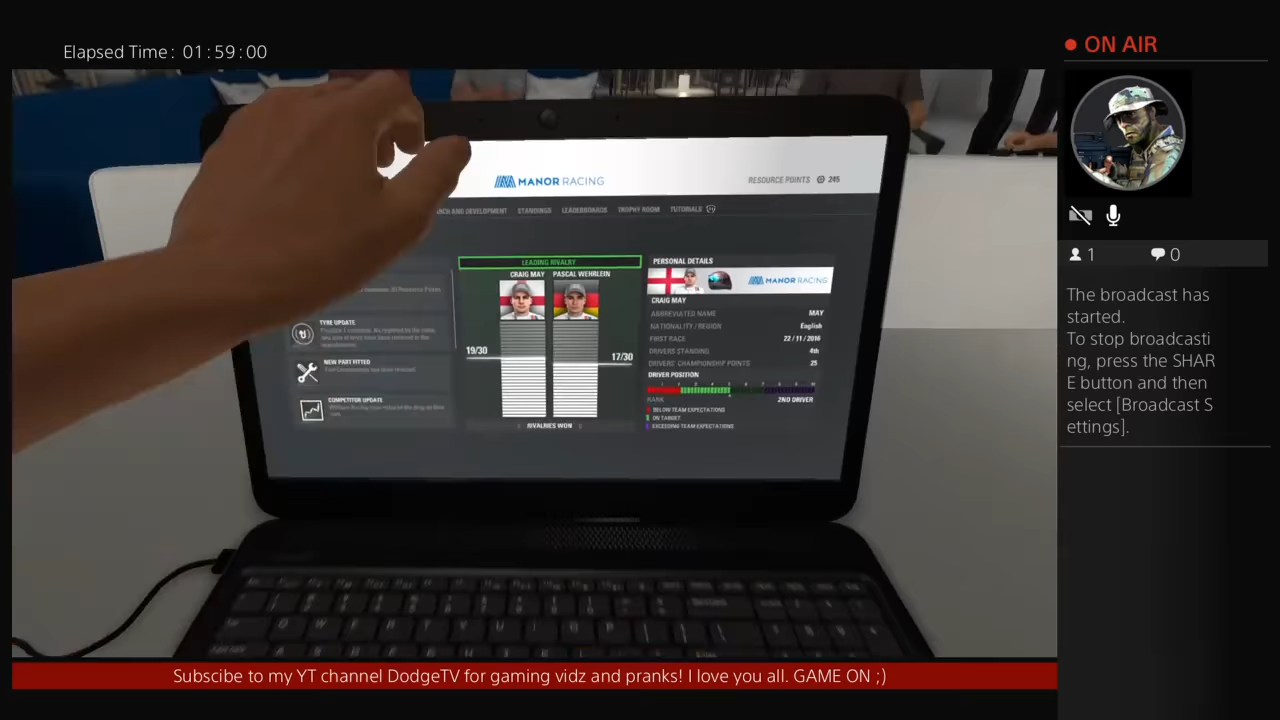 Elapsed Time: 01:59:00
ON AIR
1
0
The broadcast has
started.
To stop broadcasti
ng, press the SHAR
E button and then
select [Broadcast S
ettings].
MANOR RACING
RESOURCE POINTS 245
RCH AND DEVELOPMENT STANDINGS LEADERBOARDS TROPHY ROOM TUTORIALS
LEADING RIVALRY
CRAIG MAY PASCAL WEHRLEIN
19/30
17/30
RIVALRIES WON
TYRE UPDATE
NEW PART FITTED
COMPETITOR UPDATE
PERSONAL DETAILS
MANOR RACING
CRAIG MAY
ABBREVIATED NAME MAY
NATIONALITY / REGION English
FIRST RACE 22 / 11 / 2016
DRIVERS STANDING 4th
DRIVERS' CHAMPIONSHIP POINTS 25
DRIVER POSITION
RANK 2ND DRIVER
BELOW TEAM EXPECTATIONS
ON TARGET
EXCEEDING TEAM EXPECTATIONS
Subscibe to my YT channel DodgeTV for gaming vidz and pranks! I love you all. GAME ON ;)